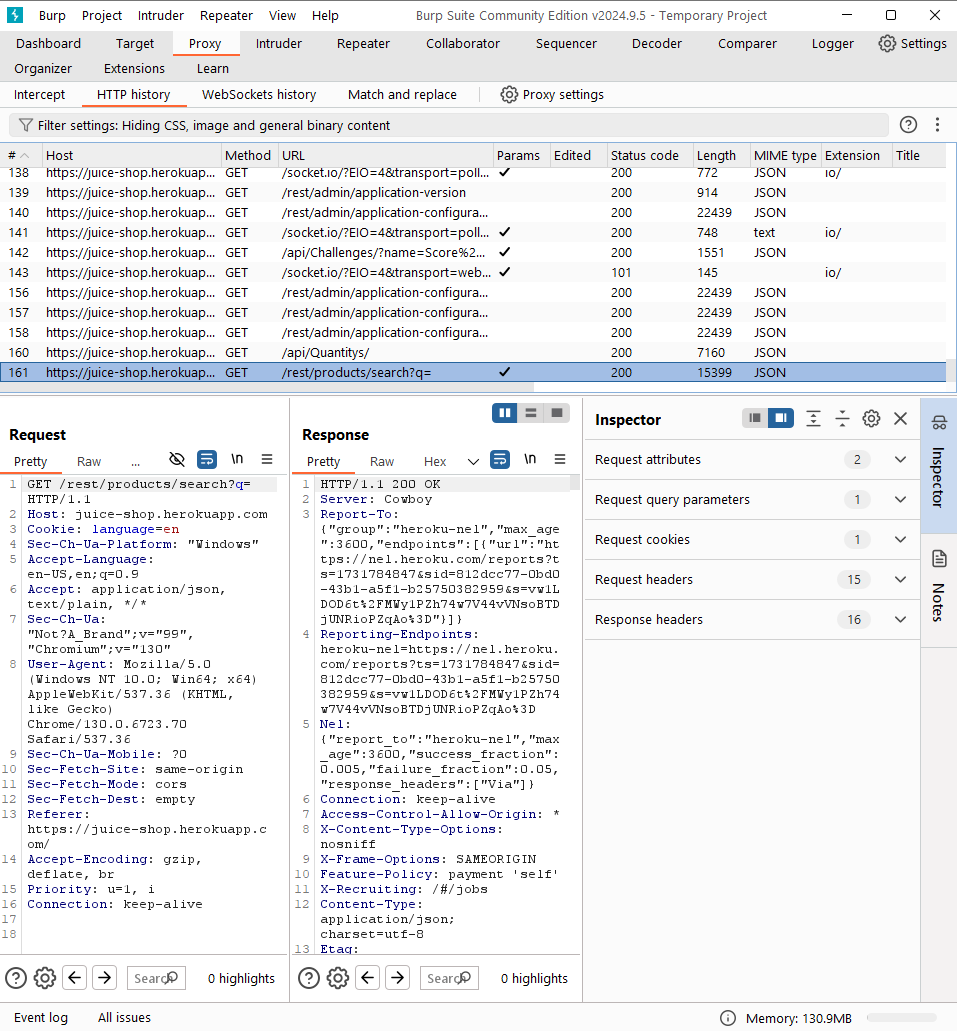 Burp Project Intruder Repeater View Help Burp Suite Community Edition v2024.9.5 - Temporary Project
Dashboard Target Proxy Intruder Repeater Collaborator Sequencer Decoder Comparer Logger Settings
Organizer Extensions Learn
Intercept HTTP history WebSockets history Match and replace Proxy settings
Filter settings: Hiding CSS, image and general binary content
# Host Method URL Params Edited Status code Length MIME type Extension Title
138 https://juice-shop.herokuap... GET /socket.io/?EIO=4&transport=poll... ✓ 200 772 JSON io/
139 https://juice-shop.herokuap... GET /rest/admin/application-version 200 914 JSON
140 https://juice-shop.herokuap... GET /rest/admin/application-configura... 200 22439 JSON
141 https://juice-shop.herokuap... GET /socket.io/?EIO=4&transport=poll... ✓ 200 748 text io/
142 https://juice-shop.herokuap... GET /api/Challenges/?name=Score%2... ✓ 200 1551 JSON
143 https://juice-shop.herokuap... GET /socket.io/?EIO=4&transport=web... ✓ 101 145 io/
156 https://juice-shop.herokuap... GET /rest/admin/application-configura... 200 22439 JSON
157 https://juice-shop.herokuap... GET /rest/admin/application-configura... 200 22439 JSON
158 https://juice-shop.herokuap... GET /rest/admin/application-configura... 200 22439 JSON
160 https://juice-shop.herokuap... GET /api/Quantitys/ 200 7160 JSON
161 https://juice-shop.herokuap... GET /rest/products/search?q= ✓ 200 15399 JSON
Request
Pretty Raw ... \n
1 GET /rest/products/search?q=
HTTP/1.1
2 Host: juice-shop.herokuapp.com
3 Cookie: language=en
4 Sec-Ch-Ua-Platform: "Windows"
5 Accept-Language:
en-US,en;q=0.9
6 Accept: application/json,
text/plain, */*
7 Sec-Ch-Ua:
"Not?A_Brand";v="99",
"Chromium";v="130"
8 User-Agent: Mozilla/5.0
(Windows NT 10.0; Win64; x64)
AppleWebKit/537.36 (KHTML,
like Gecko)
Chrome/130.0.6723.70
Safari/537.36
9 Sec-Ch-Ua-Mobile: ?0
10 Sec-Fetch-Site: same-origin
11 Sec-Fetch-Mode: cors
12 Sec-Fetch-Dest: empty
13 Referer:
https://juice-shop.herokuapp.c
om/
14 Accept-Encoding: gzip,
deflate, br
15 Priority: u=1, i
16 Connection: keep-alive
17
18
Search 0 highlights
Response
Pretty Raw Hex \n
1 HTTP/1.1 200 OK
2 Server: Cowboy
3 Report-To:
{"group":"heroku-nel","max_age
":3600,"endpoints":[{"url":"htt
ps://nel.heroku.com/reports?ts
=1731784847&sid=812dcc77-0bd0
-43b1-a5f1-b25750382959&s=vw1L
DOD6t%2FMWy1PZh74w7V44vVNsoBTD
jUNRioPZqAo%3D"}]}
4 Reporting-Endpoints:
heroku-nel=https://nel.heroku.
com/reports?ts=1731784847&sid=
812dcc77-0bd0-43b1-a5f1-b25750
382959&s=vw1LDOD6t%2FMWy1PZh74
w7V44vVNsoBTDjUNRioPZqAo%3D
5 Nel:
{"report_to":"heroku-nel","max
_age":3600,"success_fraction":
0.005,"failure_fraction":0.05,
"response_headers":["Via"]}
6 Connection: keep-alive
7 Access-Control-Allow-Origin: *
8 X-Content-Type-Options:
nosniff
9 X-Frame-Options: SAMEORIGIN
10 Feature-Policy: payment 'self'
11 X-Recruiting: /#/jobs
12 Content-Type:
application/json;
charset=utf-8
13 Etag:
Search 0 highlights
Inspector
Request attributes 2
Request query parameters 1
Request cookies 1
Request headers 15
Response headers 16
Inspector
Notes
Event log All issues Memory: 130.9MB